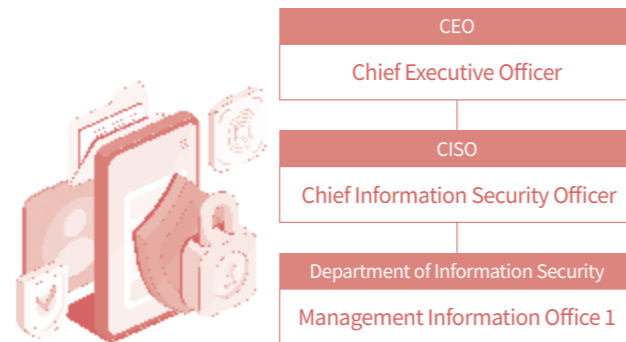 CEO
Chief Executive Officer
CISO
Chief Information Security Officer
Department of Information Security
Management Information Office 1